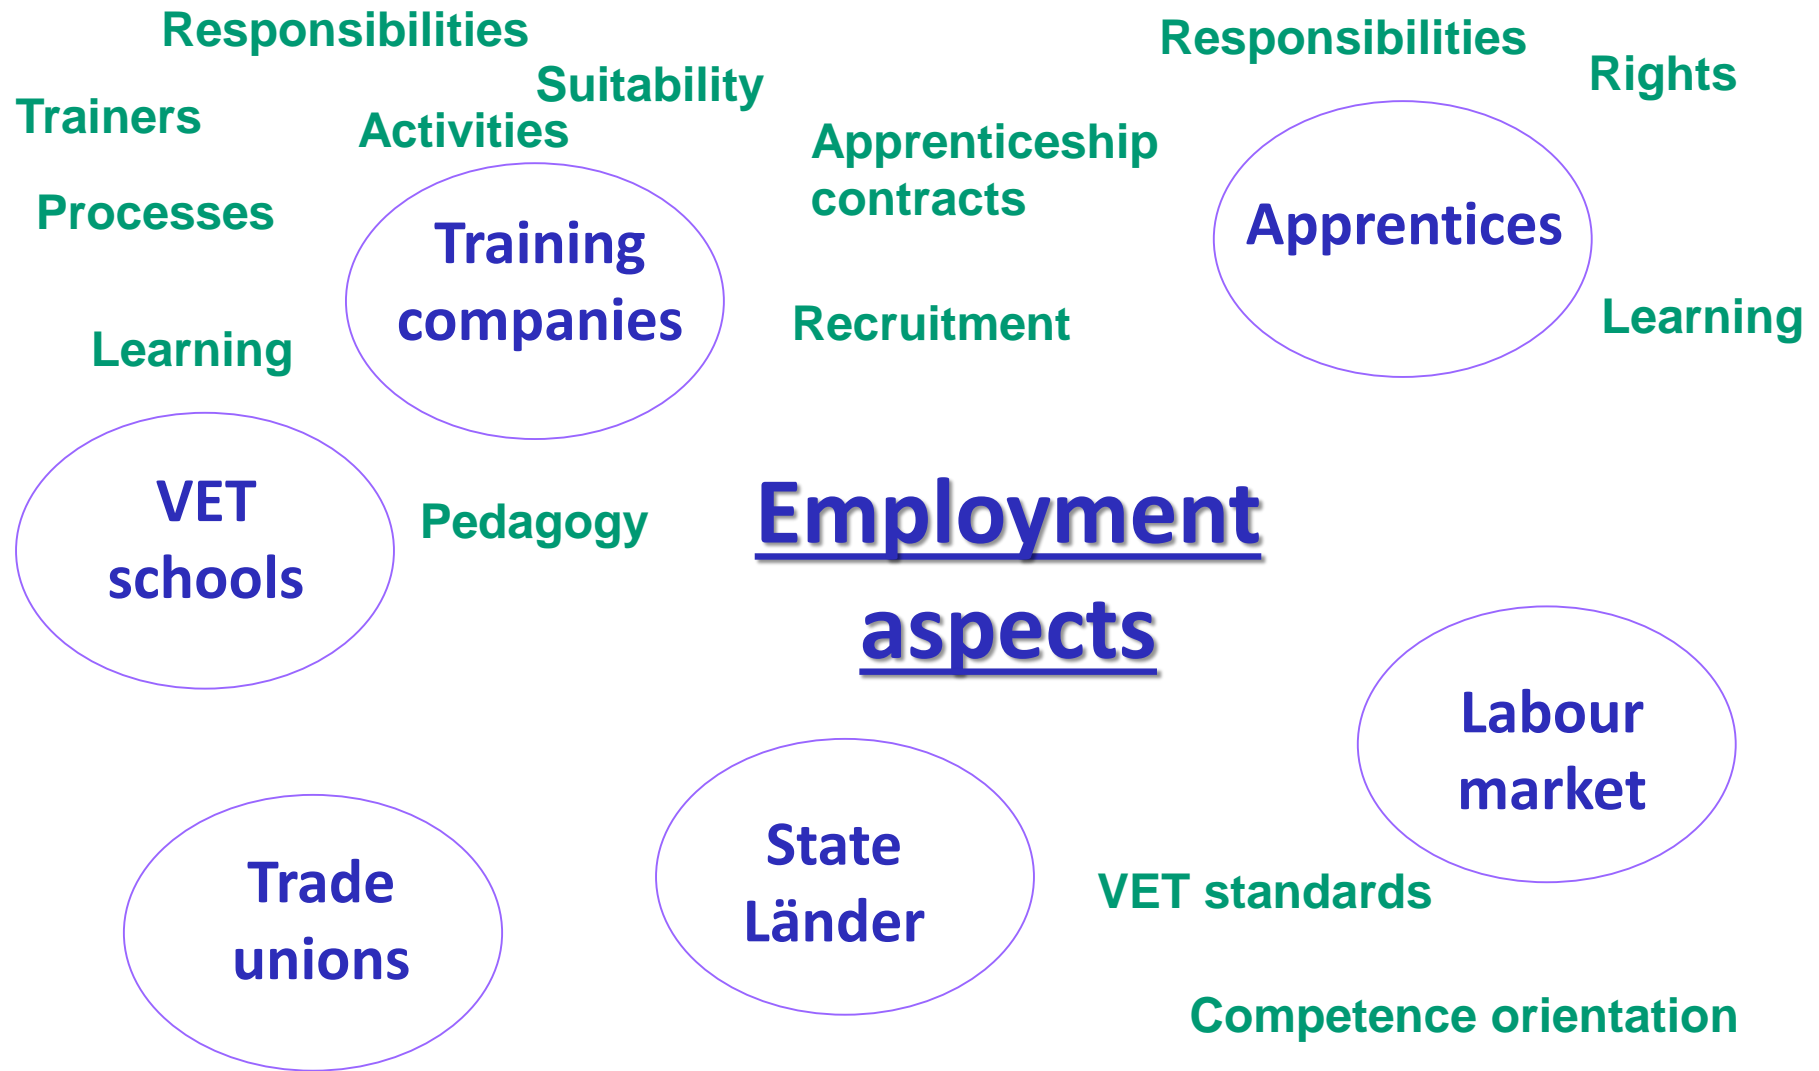 Responsibilities
Responsibilities
Suitability
Rights
Trainers
Activities
Apprenticeship
contracts
Processes
Training
companies
Apprentices
Learning
Recruitment
Learning
VET
schools
Pedagogy
Employment
aspects
Labour
market
State
Länder
Trade
unions
VET standards
Competence orientation